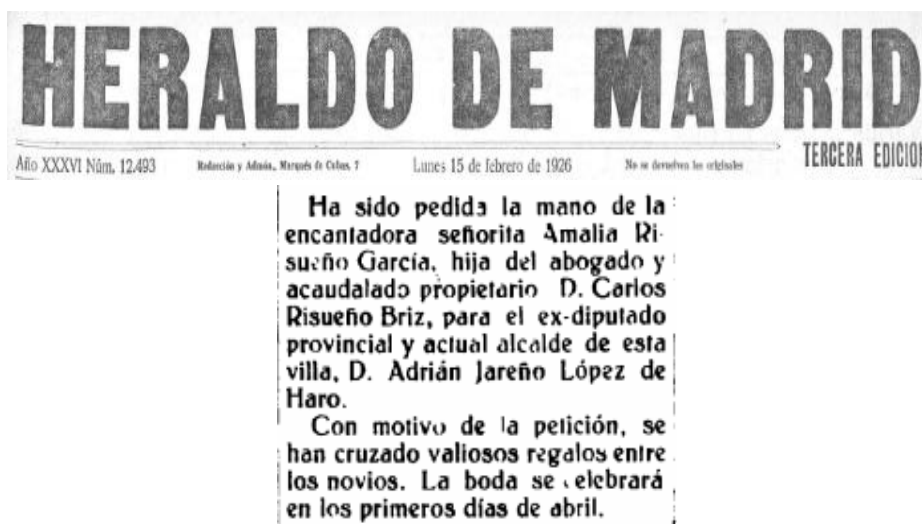 HERALDO DE MADRID
Año XXXVI Núm. 12.493 Redacción y Admón., Marqués de Cubas, 7 Lunes 15 de febrero de 1926 No se devuelven los originales TERCERA EDICION
Ha sido pedida la mano de la
encantadora señorita Amalia Ri-
sueño García, hija del abogado y
acaudalado propietario D. Carlos
Risueño Briz, para el ex-diputado
provincial y actual alcalde de esta
villa, D. Adrián Jareño López de
Haro.
Con motivo de la petición, se
han cruzado valiosos regalos entre
los novios. La boda se celebrará
en los primeros días de abril.